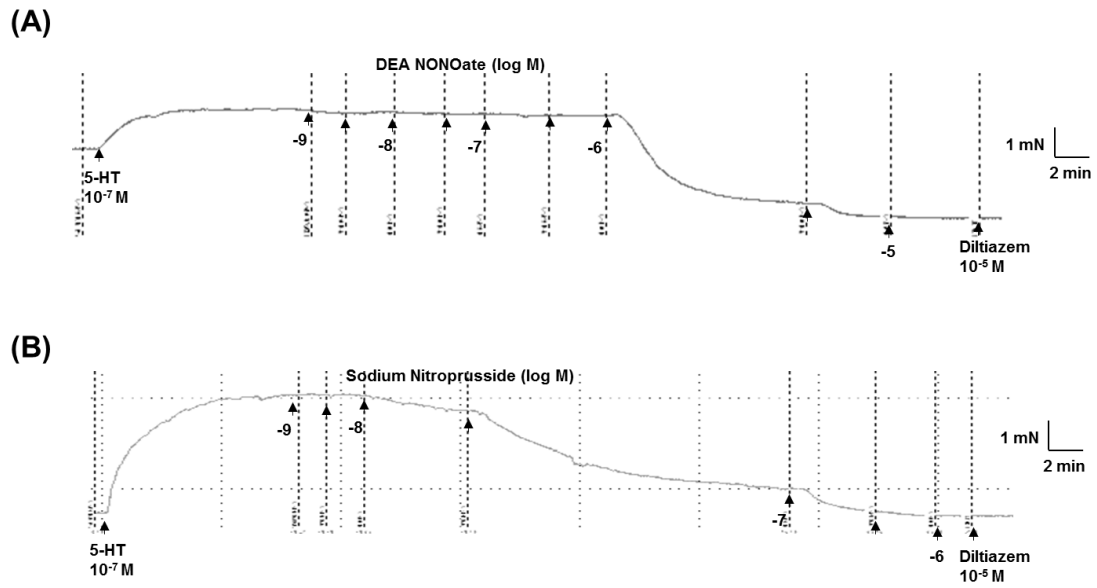 (A)
DEA NONOate (log M)
-9
-8
-7
-6
1 mN
2 min
5-HT
10⁻⁷ M
-5
Diltiazem
10⁻⁵ M
(B)
Sodium Nitroprusside (log M)
-9
-8
1 mN
2 min
-7
5-HT
10⁻⁷ M
-6
Diltiazem
10⁻⁵ M